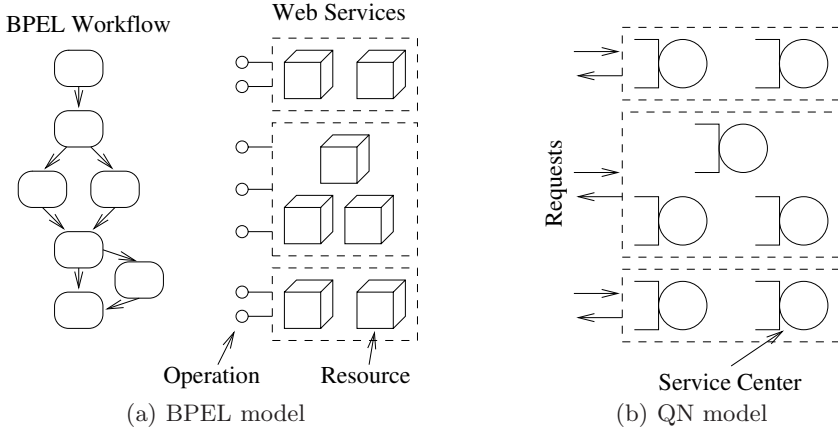 BPEL Workflow
Web Services
Operation
Resource
(a) BPEL model
Requests
Service Center
(b) QN model